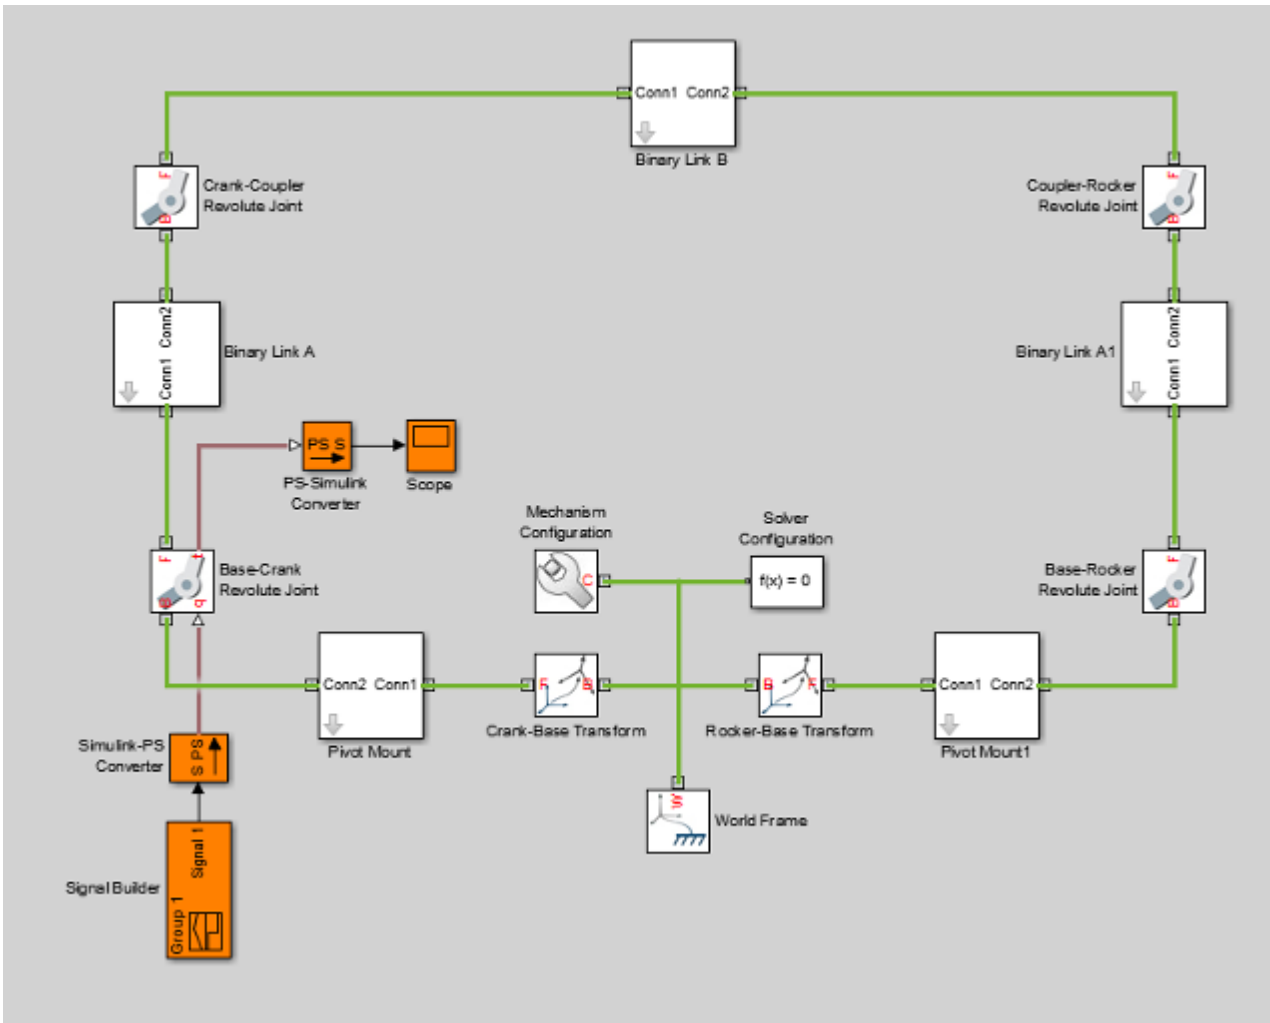 Conn1 Conn2
Binary Link B
F
Crank-Coupler
Revolute Joint
B
F
Coupler-Rocker
Revolute Joint
B
Conn2
Conn1
Binary Link A
Conn2
Conn1
Binary Link A1
PS S
PS-Simulink
Converter
Scope
Mechanism
Configuration
C
Solver
Configuration
f(x) = 0
F
t
Base-Crank
Revolute Joint
B
q
F
Base-Rocker
Revolute Joint
B
Conn2 Conn1
Pivot Mount
F
B
Crank-Base Transform
B
F
Rocker-Base Transform
Conn1 Conn2
Pivot Mount1
Simulink-PS
Converter
S PS
W
World Frame
Signal 1
Group 1
Signal Builder